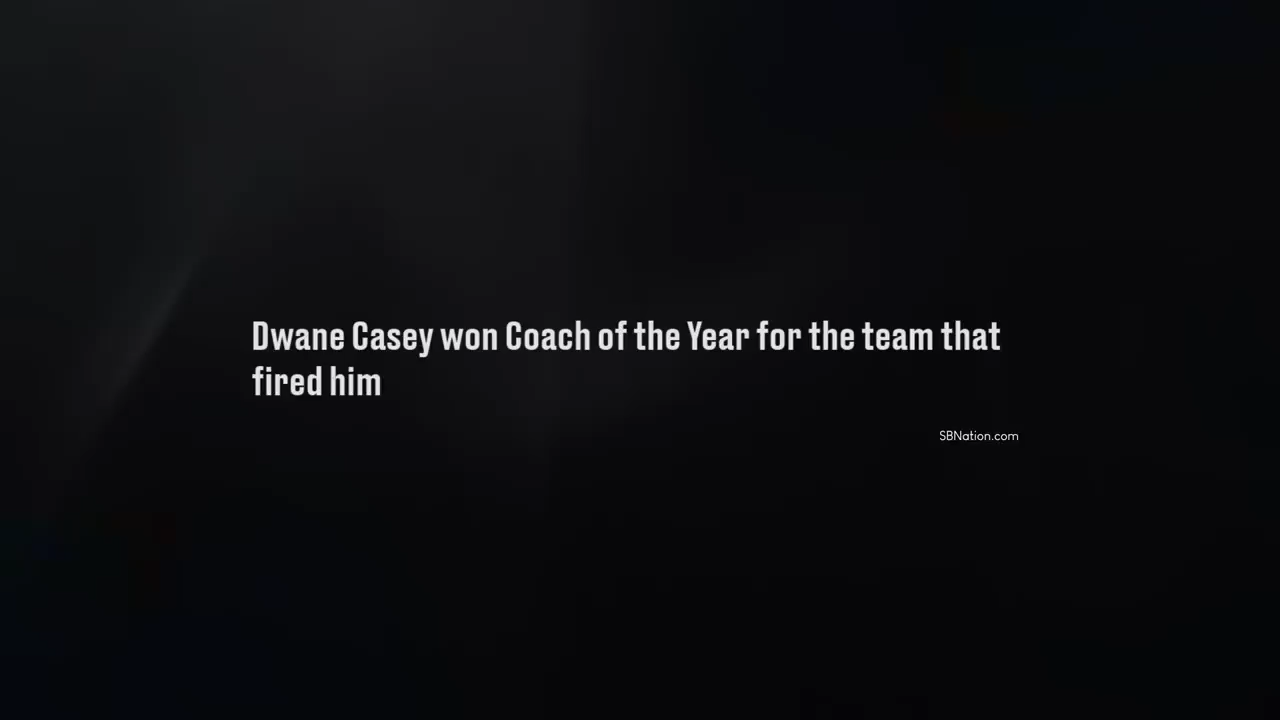 Dwane Casey won Coach of the Year for the team that
fired him
SBNation.com